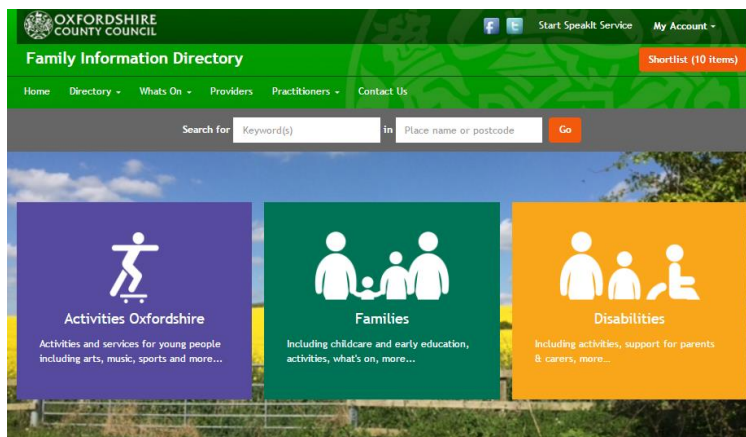 OXFORDSHIRE
COUNTY COUNCIL
Start SpeakIt Service
My Account
Family Information Directory
Shortlist (10 items)
Home Directory Whats On Providers Practitioners Contact Us
Search for Keyword(s) in Place name or postcode Go
Activities Oxfordshire
Activities and services for young people
including arts, music, sports and more...
Families
Including childcare and early education,
activities, what's on, more...
Disabilities
Including activities, support for parents
& carers, more...